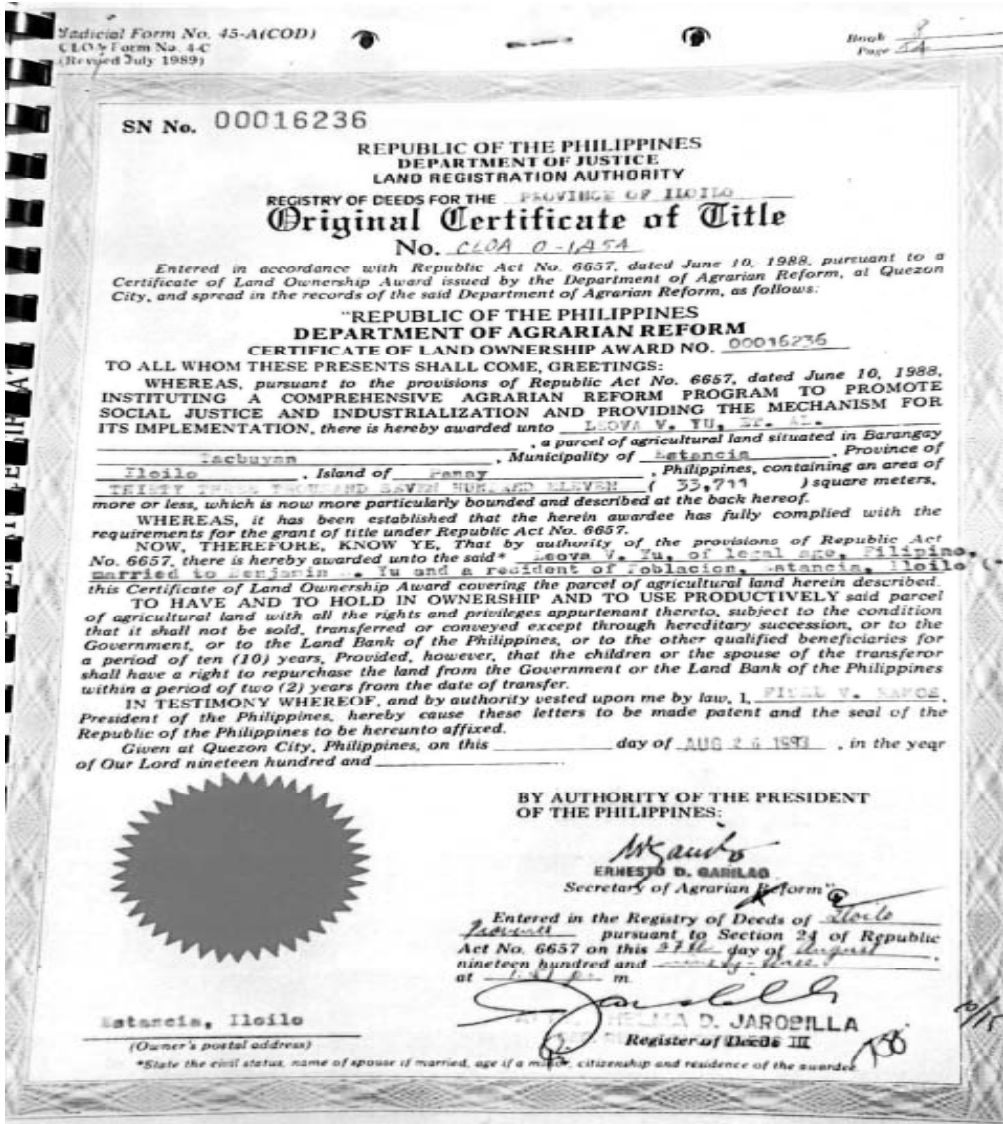 Judicial Form No. 45-A(COD)
CLOA Form No. 4-C
(Revised July 1989)
Book 8
Page 54
SN No. 00016236
REPUBLIC OF THE PHILIPPINES
DEPARTMENT OF JUSTICE
LAND REGISTRATION AUTHORITY
REGISTRY OF DEEDS FOR THE PROVINCE OF ILOILO
Original Certificate of Title
No. CLOA 0-1454
Entered in accordance with Republic Act No. 6657, dated June 10, 1988, pursuant to a
Certificate of Land Ownership Award issued by the Department of Agrarian Reform, at Quezon
City, and spread in the records of the said Department of Agrarian Reform, as follows:
"REPUBLIC OF THE PHILIPPINES
DEPARTMENT OF AGRARIAN REFORM
CERTIFICATE OF LAND OWNERSHIP AWARD NO. 00016236
TO ALL WHOM THESE PRESENTS SHALL COME, GREETINGS:
WHEREAS, pursuant to the provisions of Republic Act No. 6657, dated June 10, 1988,
INSTITUTING A COMPREHENSIVE AGRARIAN REFORM PROGRAM TO PROMOTE
SOCIAL JUSTICE AND INDUSTRIALIZATION AND PROVIDING THE MECHANISM FOR
ITS IMPLEMENTATION, there is hereby awarded unto LEOVA V. YU, ET. AL.
, a parcel of agricultural land situated in Barangay
Tacbuyan, Municipality of Estancia, Province of
Iloilo, Island of Panay, Philippines, containing an area of
THIRTY THREE THOUSAND SEVEN HUNDRED ELEVEN ( 33,711 ) square meters,
more or less, which is now more particularly bounded and described at the back hereof.
WHEREAS, it has been established that the herein awardee has fully complied with the
requirements for the grant of title under Republic Act No. 6657.
NOW, THEREFORE, KNOW YE, That by authority of the provisions of Republic Act
No. 6657, there is hereby awarded unto the said* Leova V. Yu, of legal age, Filipino,
married to Benjamin Yu and a resident of Poblacion, Estancia, Iloilo
this Certificate of Land Ownership Award covering the parcel of agricultural land herein described.
TO HAVE AND TO HOLD IN OWNERSHIP AND TO USE PRODUCTIVELY said parcel
of agricultural land with all the rights and privileges appurtenant thereto, subject to the condition
that it shall not be sold, transferred or conveyed except through hereditary succession, or to the
Government, or to the Land Bank of the Philippines, or to the other qualified beneficiaries for
a period of ten (10) years, Provided, however, that the children or the spouse of the transferor
shall have a right to repurchase the land from the Government or the Land Bank of the Philippines
within a period of two (2) years from the date of transfer.
IN TESTIMONY WHEREOF, and by authority vested upon me by law, I, FIDEL V. RAMOS,
President of the Philippines, hereby cause these letters to be made patent and the seal of the
Republic of the Philippines to be hereunto affixed.
Given at Quezon City, Philippines, on this day of AUG 26 1993, in the year
of Our Lord nineteen hundred and
BY AUTHORITY OF THE PRESIDENT
OF THE PHILIPPINES:
ERNESTO D. GARILAO
Secretary of Agrarian Reform"
Entered in the Registry of Deeds of Iloilo
Province pursuant to Section 24 of Republic
Act No. 6657 on this 27th day of August
nineteen hundred and ninety-three
at m.
THELMA D. JAROBILLA
Register of Deeds III
Estancia, Iloilo
(Owner's postal address)
*State the civil status, name of spouse if married, age if a minor, citizenship and residence of the awardee